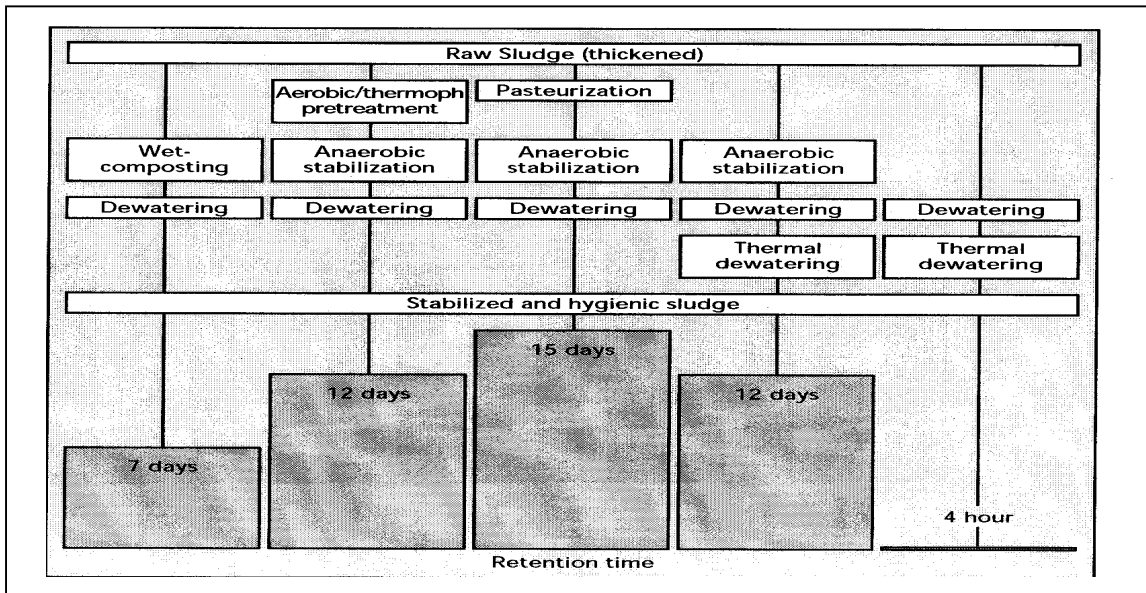 Raw Sludge (thickened)
Aerobic/thermoph
pretreatment
Pasteurization
Wet-
composting
Anaerobic
stabilization
Anaerobic
stabilization
Anaerobic
stabilization
Dewatering
Dewatering
Dewatering
Dewatering
Dewatering
Thermal
dewatering
Thermal
dewatering
Stabilized and hygienic sludge
15 days
12 days
12 days
7 days
4 hour
Retention time